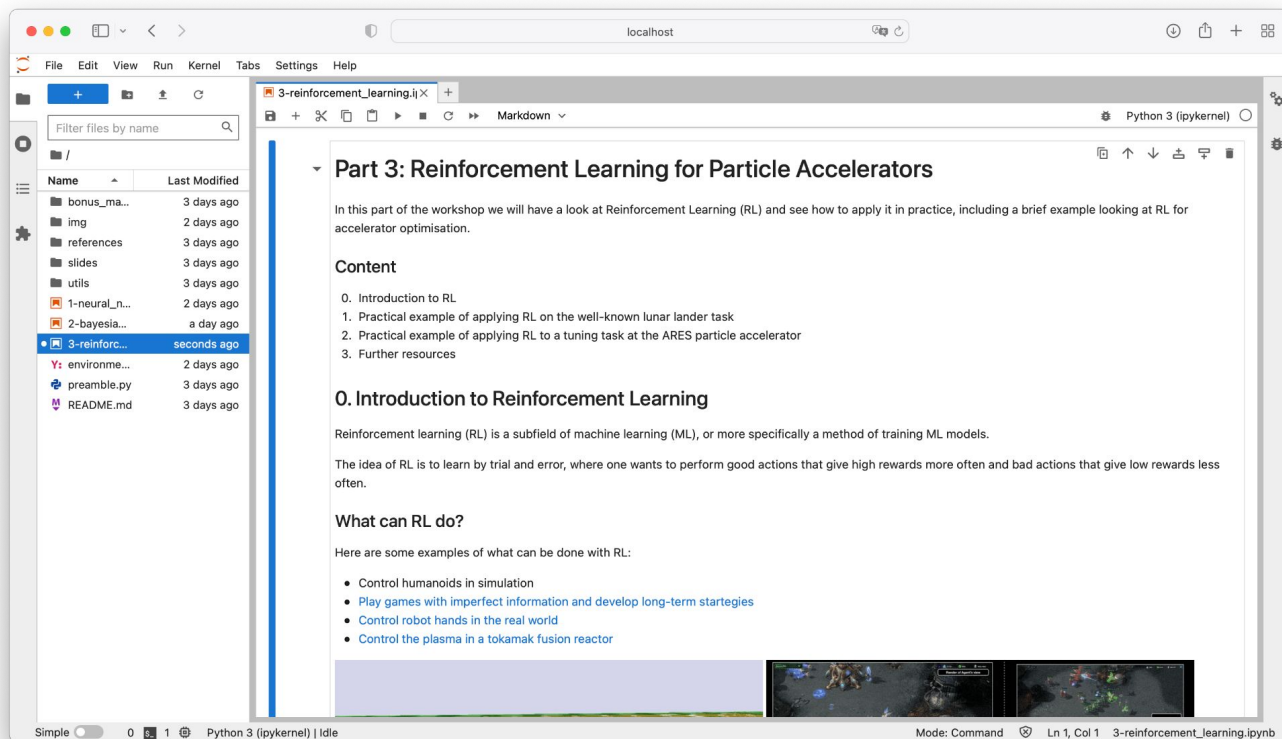 localhost
File Edit View Run Kernel Tabs Settings Help
3-reinforcement_learning.i
Markdown
Python 3 (ipykernel)
Filter files by name
/
Name Last Modified
bonus_ma... 3 days ago
img 2 days ago
references 3 days ago
slides 3 days ago
utils 3 days ago
1-neural_n... 2 days ago
2-bayesia... a day ago
3-reinforc... seconds ago
Y: environme... 2 days ago
preamble.py 3 days ago
README.md 3 days ago
Part 3: Reinforcement Learning for Particle Accelerators
In this part of the workshop we will have a look at Reinforcement Learning (RL) and see how to apply it in practice, including a brief example looking at RL for
accelerator optimisation.
Content
0. Introduction to RL
1. Practical example of applying RL on the well-known lunar lander task
2. Practical example of applying RL to a tuning task at the ARES particle accelerator
3. Further resources
0. Introduction to Reinforcement Learning
Reinforcement learning (RL) is a subfield of machine learning (ML), or more specifically a method of training ML models.
The idea of RL is to learn by trial and error, where one wants to perform good actions that give high rewards more often and bad actions that give low rewards less
often.
What can RL do?
Here are some examples of what can be done with RL:
Control humanoids in simulation
Play games with imperfect information and develop long-term startegies
Control robot hands in the real world
Control the plasma in a tokamak fusion reactor
Simple 0 1 Python 3 (ipykernel) | Idle
Mode: Command Ln 1, Col 1 3-reinforcement_learning.ipynb